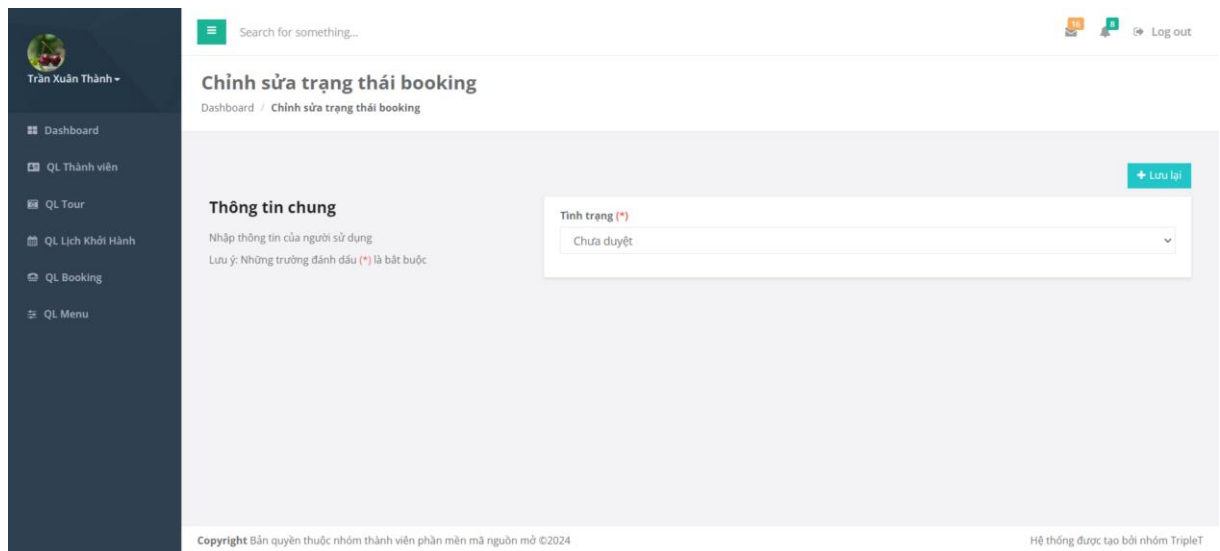 Search for something...
16
8
Log out
Trần Xuân Thành
Chỉnh sửa trạng thái booking
Dashboard / Chỉnh sửa trạng thái booking
Dashboard
QL Thành viên
QL Tour
QL Lịch Khởi Hành
QL Booking
QL Menu
+ Lưu lại
Thông tin chung
Nhập thông tin của người sử dụng
Lưu ý: Những trường đánh dấu (*) là bắt buộc
Tình trạng (*)
Chưa duyệt
Copyright Bản quyền thuộc nhóm thành viên phần mền mã nguồn mở ©2024
Hệ thống được tạo bởi nhóm TripleT